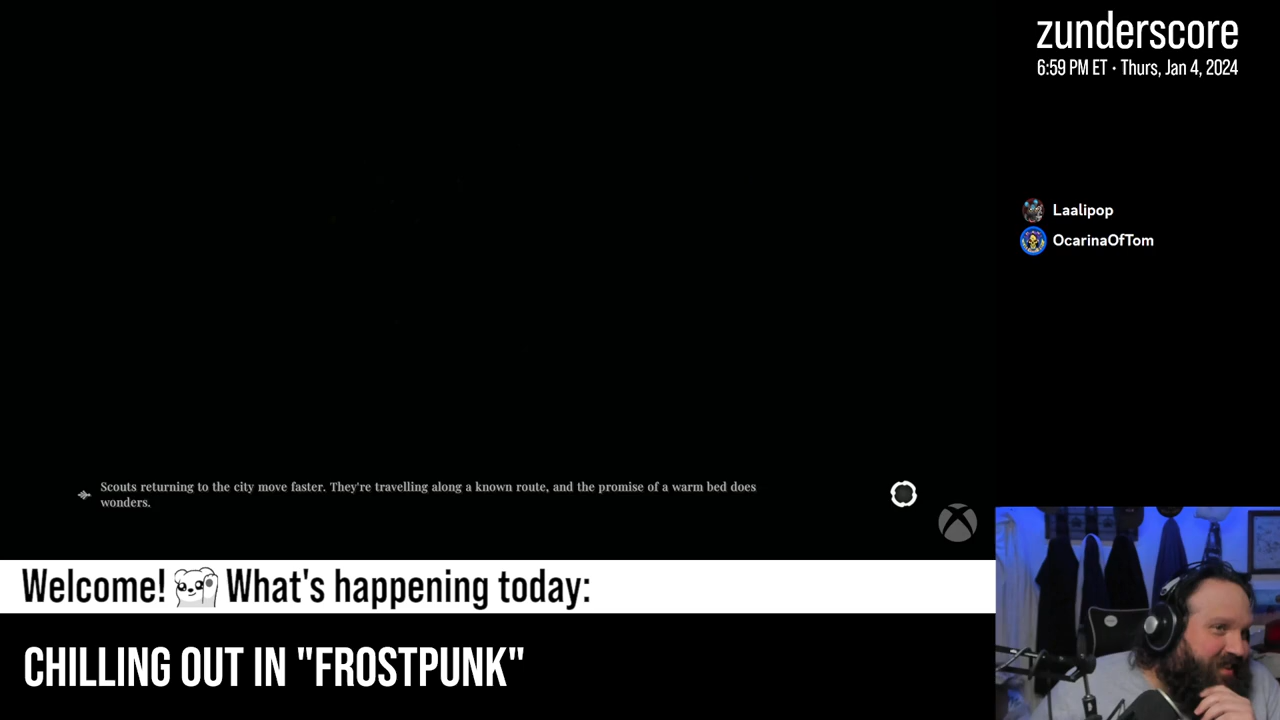 zunderscore
6:59 PM ET · Thurs, Jan 4, 2024
Laalipop
OcarinaOfTom
Scouts returning to the city move faster. They're travelling along a known route, and the promise of a warm bed does
wonders.
Welcome! What's happening today:
CHILLING OUT IN "FROSTPUNK"